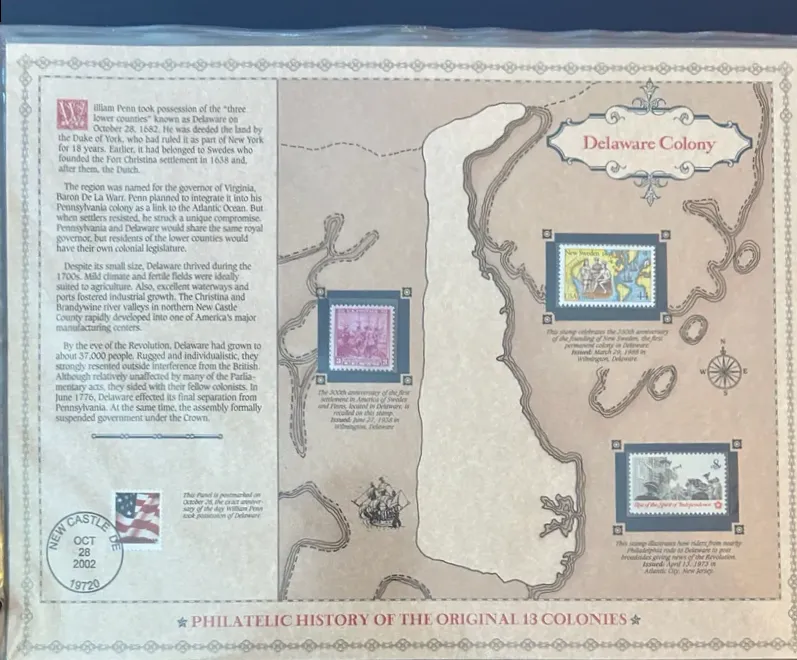 William Penn took possession of the "three
lower counties" known as Delaware on
October 28, 1682. He was deeded the land by
the Duke of York, who had ruled it as part of New York
for 18 years. Earlier, it had belonged to Swedes who
founded the Fort Christina settlement in 1638 and,
after them, the Dutch.
The region was named for the governor of Virginia,
Baron De La Warr. Penn planned to integrate it into his
Pennsylvania colony as a link to the Atlantic Ocean. But
when settlers resisted, he struck a unique compromise.
Pennsylvania and Delaware would share the same royal
governor, but residents of the lower counties would
have their own colonial legislature.
Despite its small size, Delaware thrived during the
1700s. Mild climate and fertile fields were ideally
suited to agriculture. Also, excellent waterways and
ports fostered industrial growth. The Christina and
Brandywine river valleys in northern New Castle
County rapidly developed into one of America's major
manufacturing centers.
By the eve of the Revolution, Delaware had grown to
about 37,000 people. Rugged and individualistic, they
strongly resented outside interference from the British.
Although relatively unaffected by many of the Parlia-
mentary acts, they sided with their fellow colonists. In
June 1776, Delaware effected its final separation from
Pennsylvania. At the same time, the assembly formally
suspended government under the Crown.
This Panel is postmarked on
October 28, the exact anniver-
sary of the day William Penn
took possession of Delaware.
NEW CASTLE DE
OCT
28
2002
19720
The 300th anniversary of the first
settlement in America of Swedes
and Finns, located in Delaware, is
recalled on this stamp.
Issued: June 27, 1938 in
Wilmington, Delaware
Delaware Colony
New Sweden 1638
USA
44
This stamp celebrates the 350th anniversary
of the founding of New Sweden, the first
permanent colony in Delaware.
Issued: March 29, 1988 in
Wilmington, Delaware.
N
W
E
S
8c
Rise of the Spirit of Independence
This stamp illustrates how riders from nearby
Philadelphia rode to Delaware to post
broadsides giving news of the Revolution.
Issued: April 13, 1973 in
Atlantic City, New Jersey.
PHILATELIC HISTORY OF THE ORIGINAL 13 COLONIES